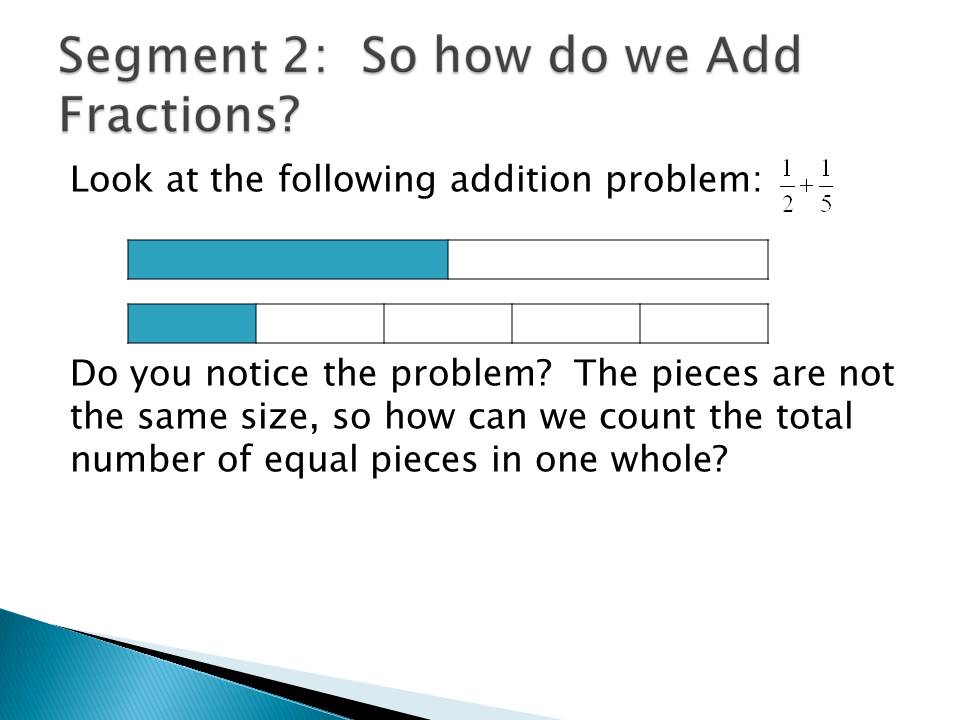 Segment 2:  So how do we Add
Fractions?
Look at the following addition problem: 1/2 + 1/5
Do you notice the problem?  The pieces are not
the same size, so how can we count the total
number of equal pieces in one whole?